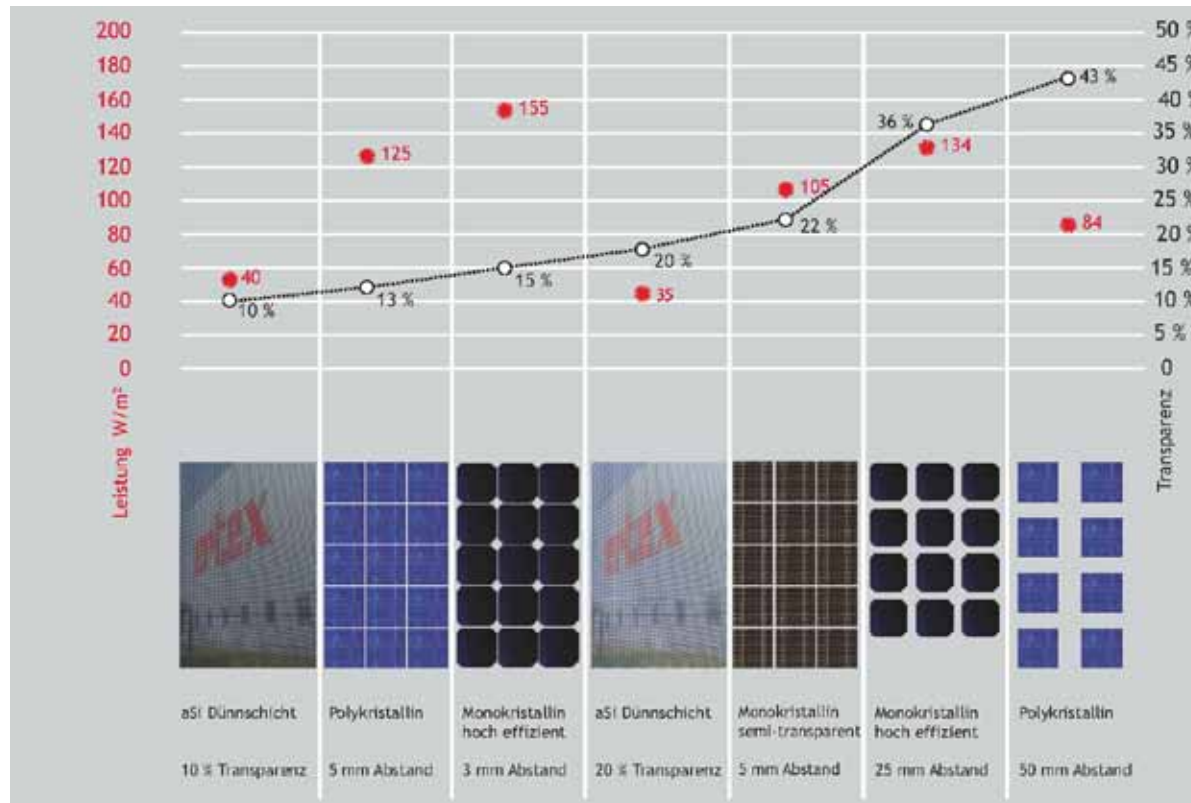 200
180
160
140
120
100
80
60
40
20
0
Leistung W/m²
50 %
45 %
40 %
35 %
30 %
25 %
20 %
15 %
10 %
5 %
0
Transparenz
40
10 %
125
13 %
155
15 %
20 %
35
105
22 %
36 %
134
43 %
84
aSi Dünnschicht
10 % Transparenz
Polykristallin
5 mm Abstand
Monokristallin
hoch effizient
3 mm Abstand
aSi Dünnschicht
20 % Transparenz
Monokristallin
semi-transparent
5 mm Abstand
Monokristallin
hoch effizient
25 mm Abstand
Polykristallin
50 mm Abstand